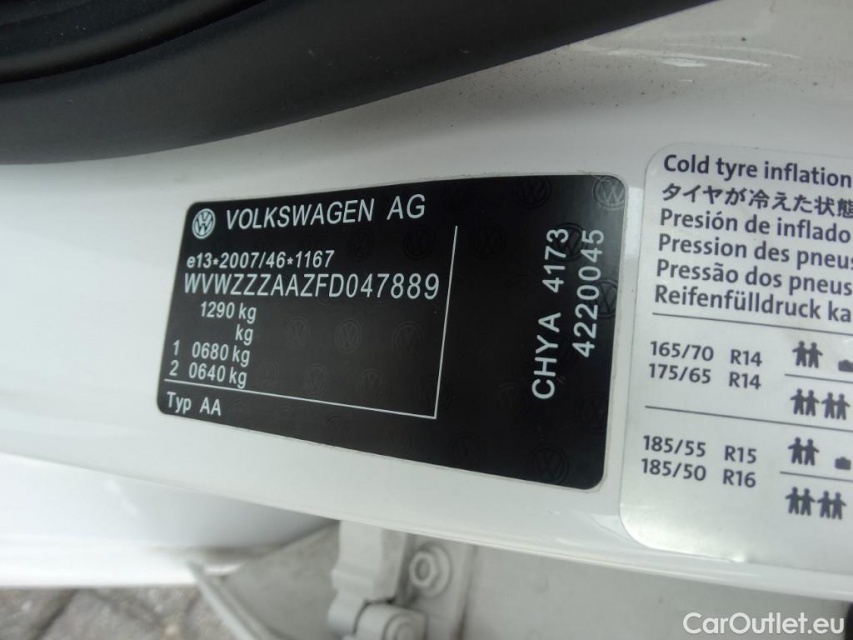 VOLKSWAGEN AG
e13*2007/46*1167
WVWZZZAAZFD047889
1290 kg
kg
1 0680 kg
2 0640 kg
Typ AA
CHYA 4173
4220045
Cold tyre inflation
タイヤが冷えた状態
Presión de inflado
Pression des pneus
Pressão dos pneus
Reifenfülldruck ka
165/70 R14
175/65 R14
185/55 R15
185/50 R16
CarOutlet.eu